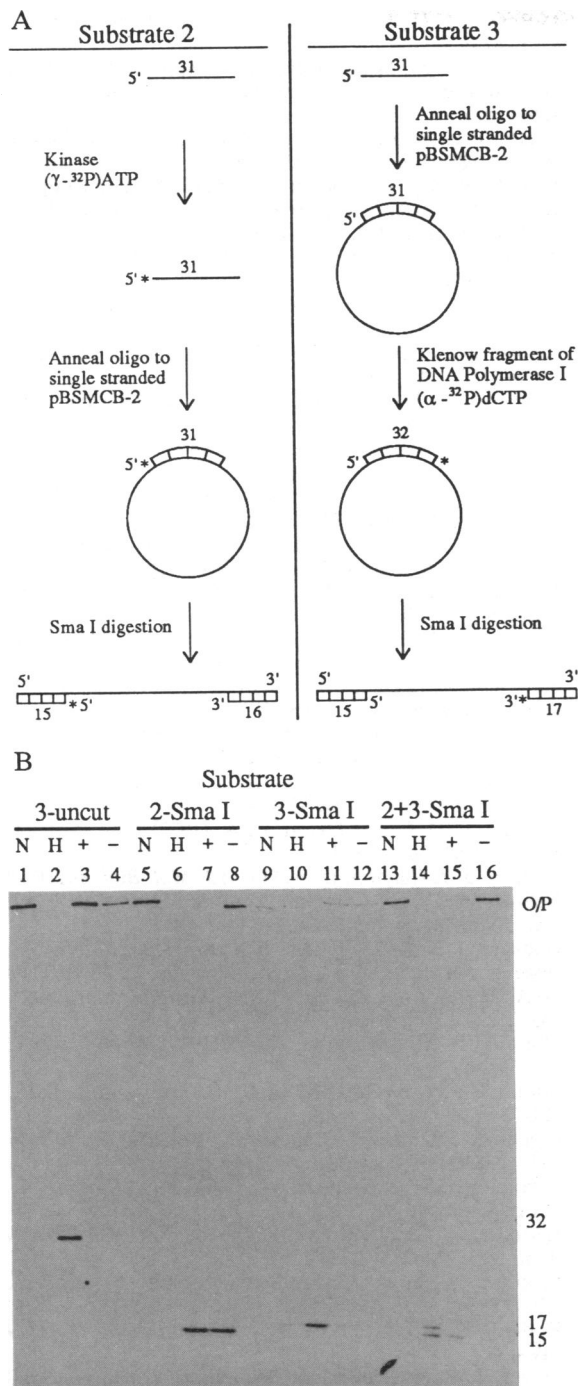 A
Substrate 2
Substrate 3
31
5'
Kinase
(γ-³²P)ATP
31
5' *
Anneal oligo to
single stranded
pBSMCB-2
31
5' *
Sma I digestion
5' 3'
15 * 5' 3' 16
31
5'
Anneal oligo to
single stranded
pBSMCB-2
31
5'
Klenow fragment of
DNA Polymerase I
(α -³²P)dCTP
32
5' *
Sma I digestion
5' 3'
15 5' 3'* 17
B
Substrate
3-uncut 2-Sma I 3-Sma I 2+3-Sma I
N H + − N H + − N H + − N H + −
1 2 3 4 5 6 7 8 9 10 11 12 13 14 15 16
O/P
32
17
15